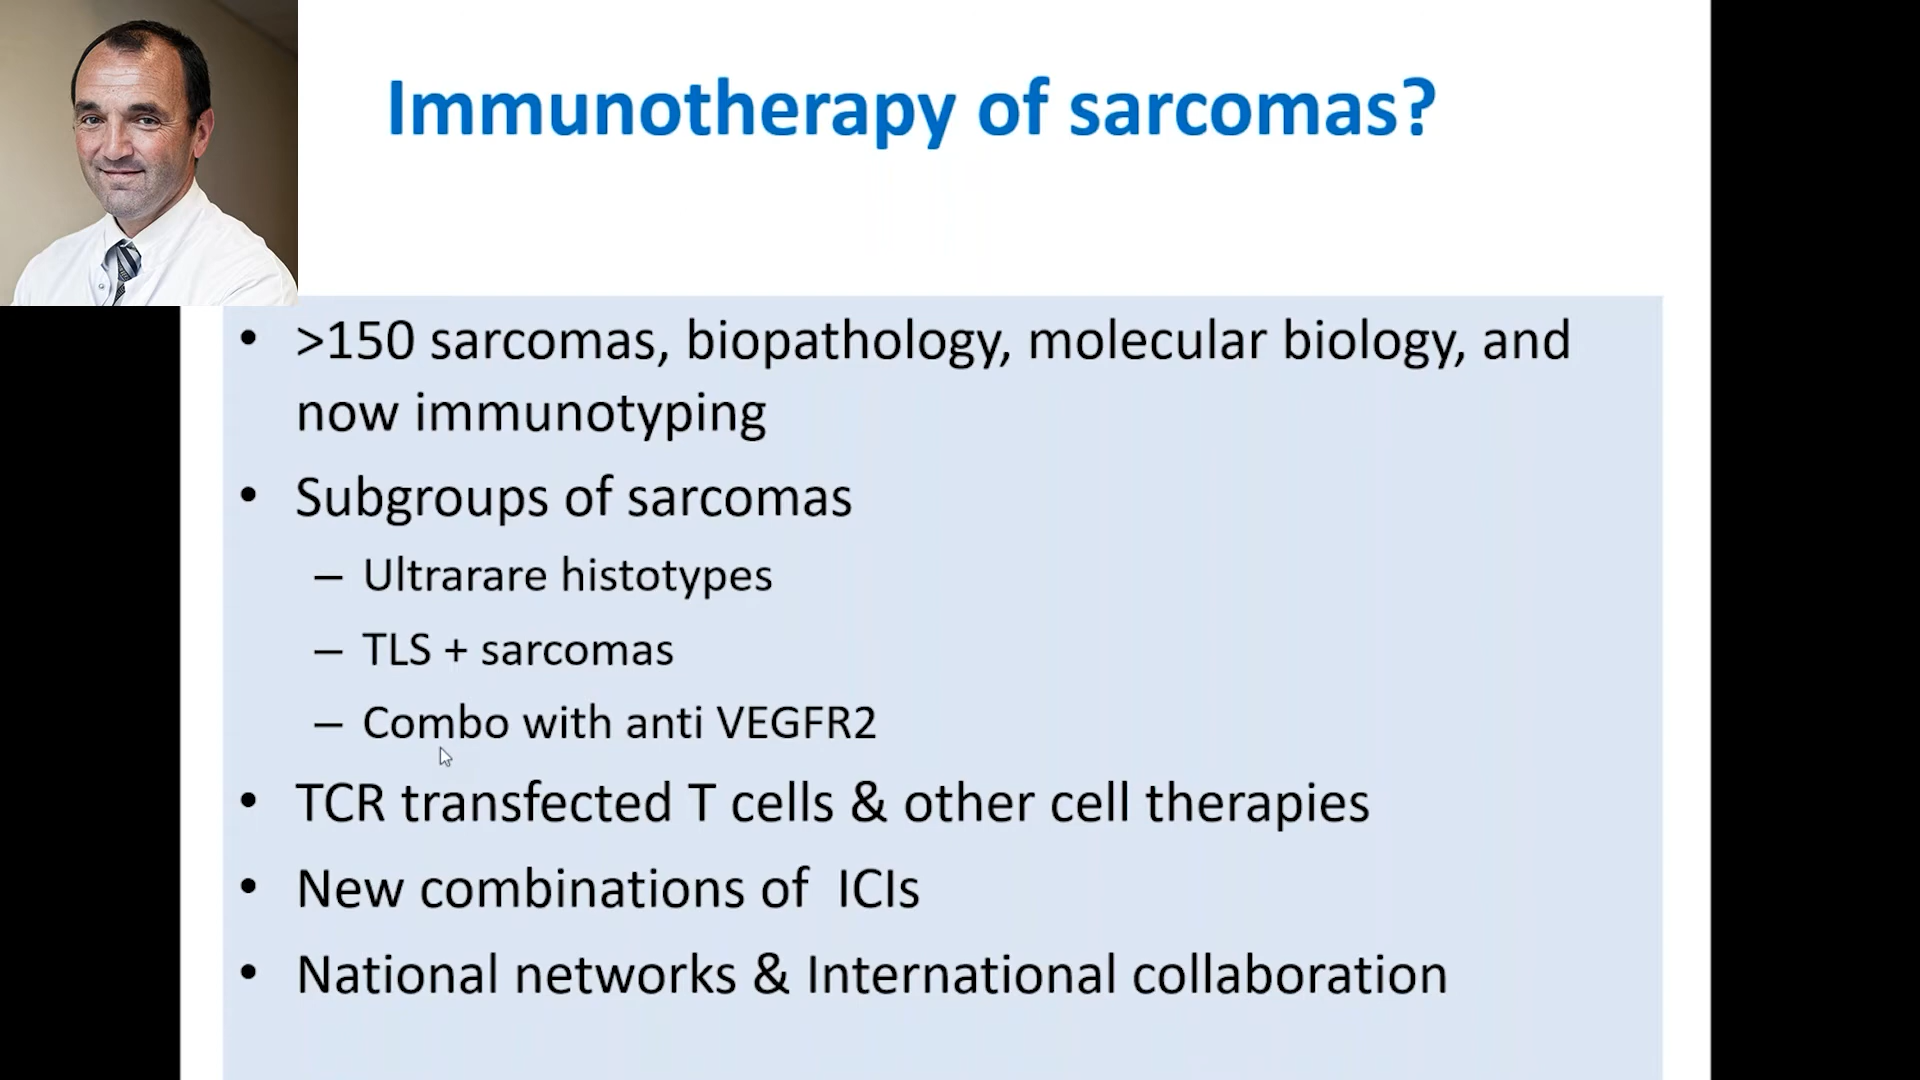 Immunotherapy of sarcomas?
• >150 sarcomas, biopathology, molecular biology, and
now immunotyping
• Subgroups of sarcomas
– Ultrarare histotypes
– TLS + sarcomas
– Combo with anti VEGFR2
• TCR transfected T cells & other cell therapies
• New combinations of  ICIs
• National networks & International collaboration